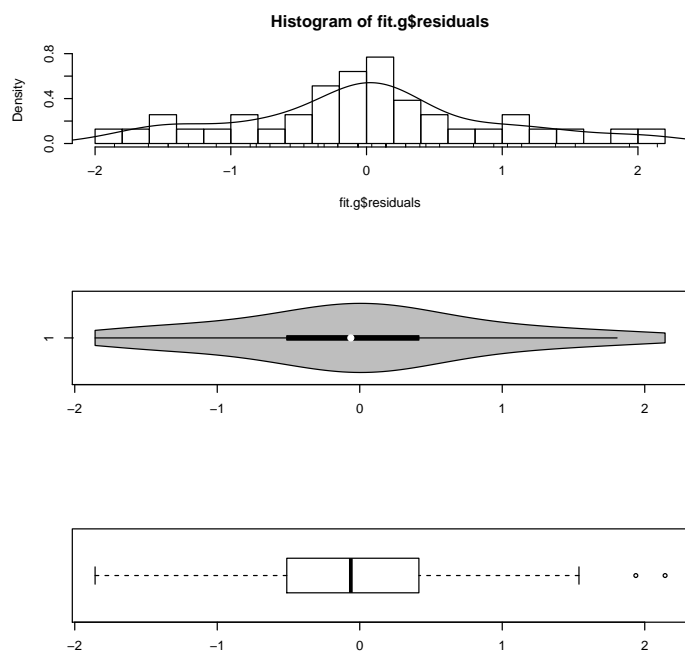 Histogram of fit.g$residuals
Density
0.0 0.4 0.8
−2 −1 0 1 2
fit.g$residuals
1
−2 −1 0 1 2
−2 −1 0 1 2